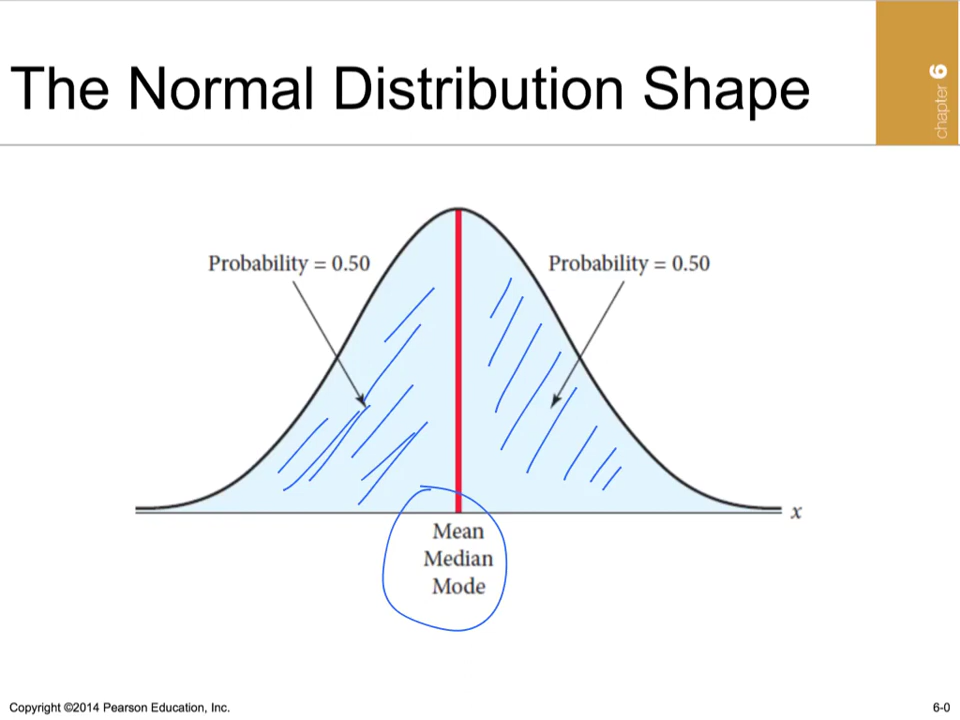 The Normal Distribution Shape
chapter 6
Probability = 0.50
Probability = 0.50
x
Mean
Median
Mode
Copyright ©2014 Pearson Education, Inc.
6-0